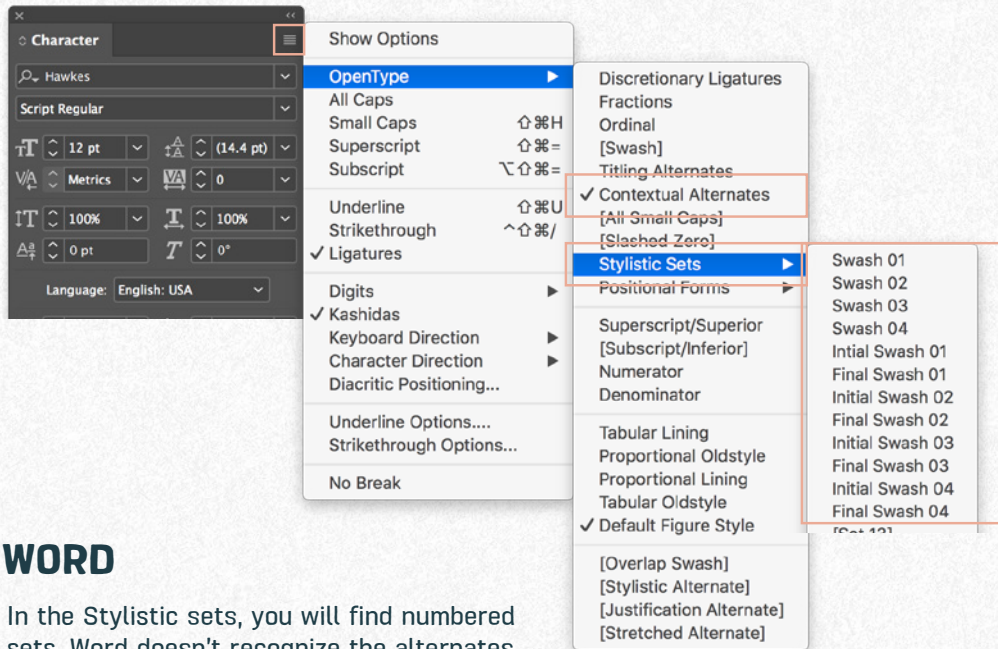 Character
Hawkes
Script Regular
12 pt (14.4 pt)
Metrics 0
100% 100%
0 pt 0°
Language: English: USA
Show Options
OpenType
All Caps
Small Caps ⇧⌘H
Superscript ⇧⌘=
Subscript ⌥⇧⌘=
Underline ⇧⌘U
Strikethrough ^⇧⌘/
✓ Ligatures
Digits
✓ Kashidas
Keyboard Direction
Character Direction
Diacritic Positioning...
Underline Options....
Strikethrough Options...
No Break
Discretionary Ligatures
Fractions
Ordinal
[Swash]
Titling Alternates
✓ Contextual Alternates
[All Small Caps]
[Slashed Zero]
Stylistic Sets
Positional Forms
Superscript/Superior
[Subscript/Inferior]
Numerator
Denominator
Tabular Lining
Proportional Oldstyle
Proportional Lining
Tabular Oldstyle
✓ Default Figure Style
[Overlap Swash]
[Stylistic Alternate]
[Justification Alternate]
[Stretched Alternate]
Swash 01
Swash 02
Swash 03
Swash 04
Intial Swash 01
Final Swash 01
Initial Swash 02
Final Swash 02
Initial Swash 03
Final Swash 03
Initial Swash 04
Final Swash 04
WORD
In the Stylistic sets, you will find numbered
sets. Word doesn't recognize the alternates